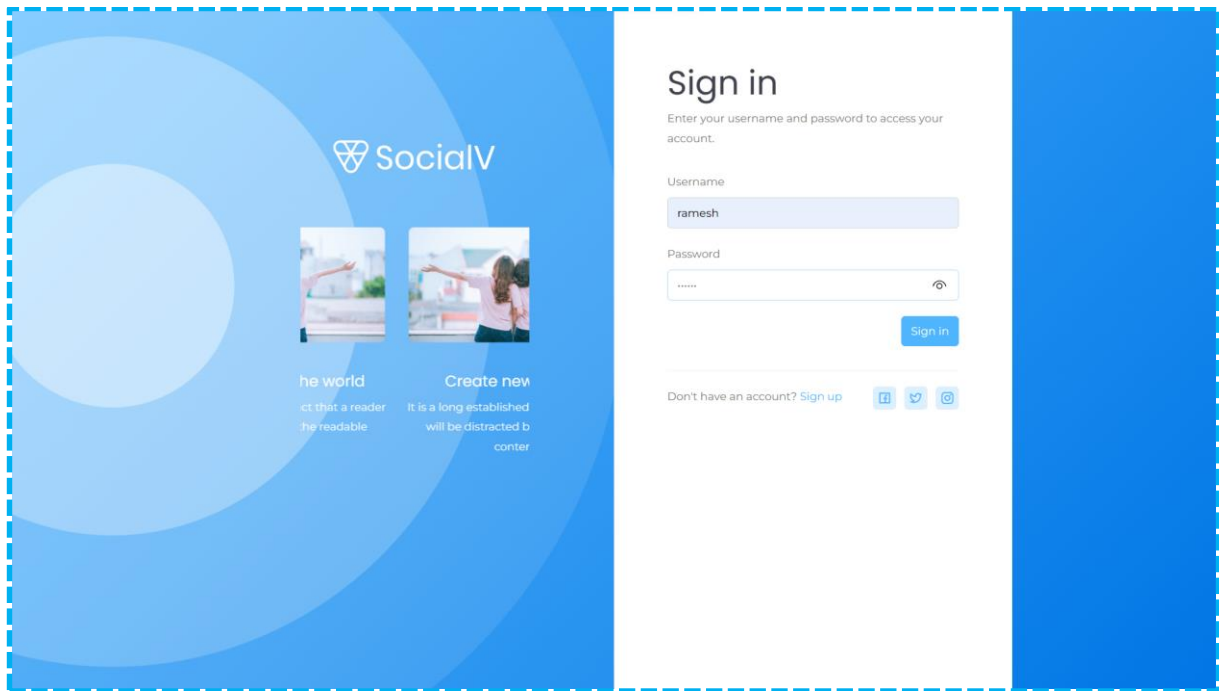 SocialV
he world
ct that a reader
he readable
Create new
It is a long established
will be distracted b
conter
Sign in
Enter your username and password to access your
account.
Username
ramesh
Password
······
Sign in
Don't have an account? Sign up